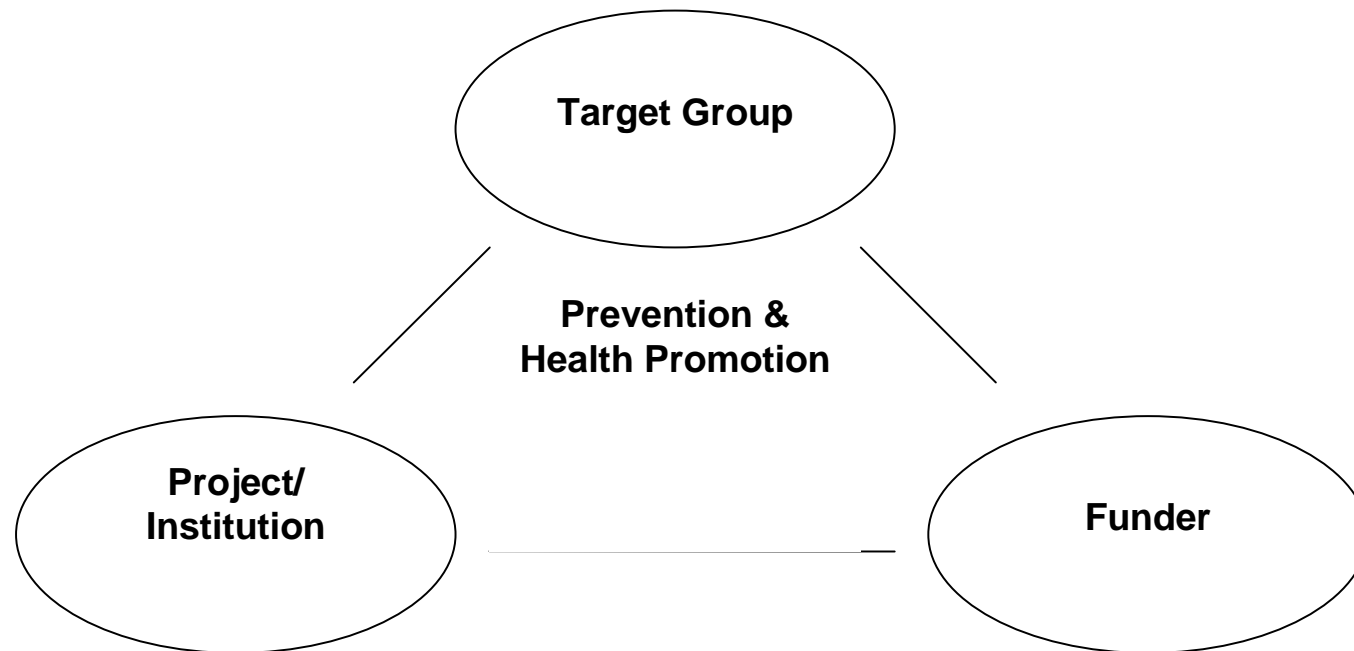 Target Group
Prevention &
Health Promotion
Project/
Institution
Funder